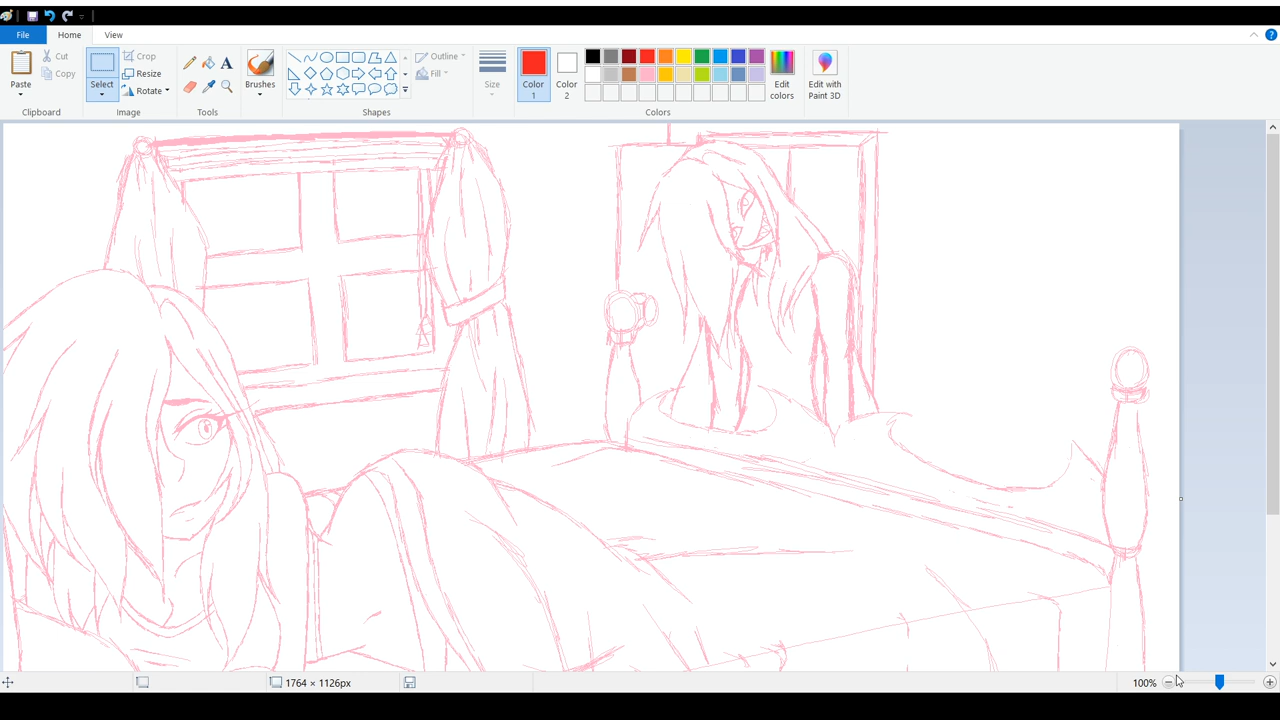 File
Home
View
Paste
Cut
Copy
Clipboard
Select
Crop
Resize
Rotate
Image
A
Tools
Brushes
Outline
Fill
Shapes
Size
Color
1
Color
2
Edit
colors
Colors
Edit with
Paint 3D
1764 × 1126px
100%